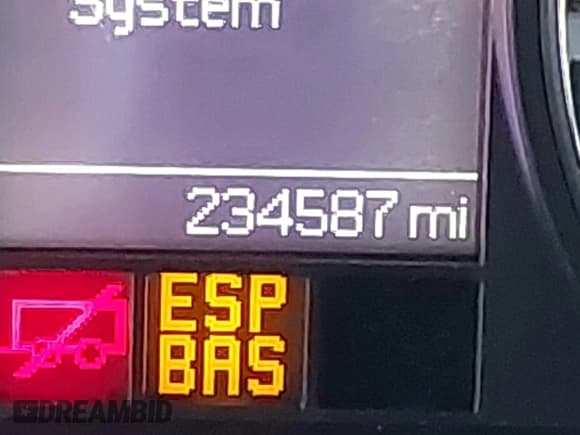 System
234587 mi
ESP
BAS
DREAMBID